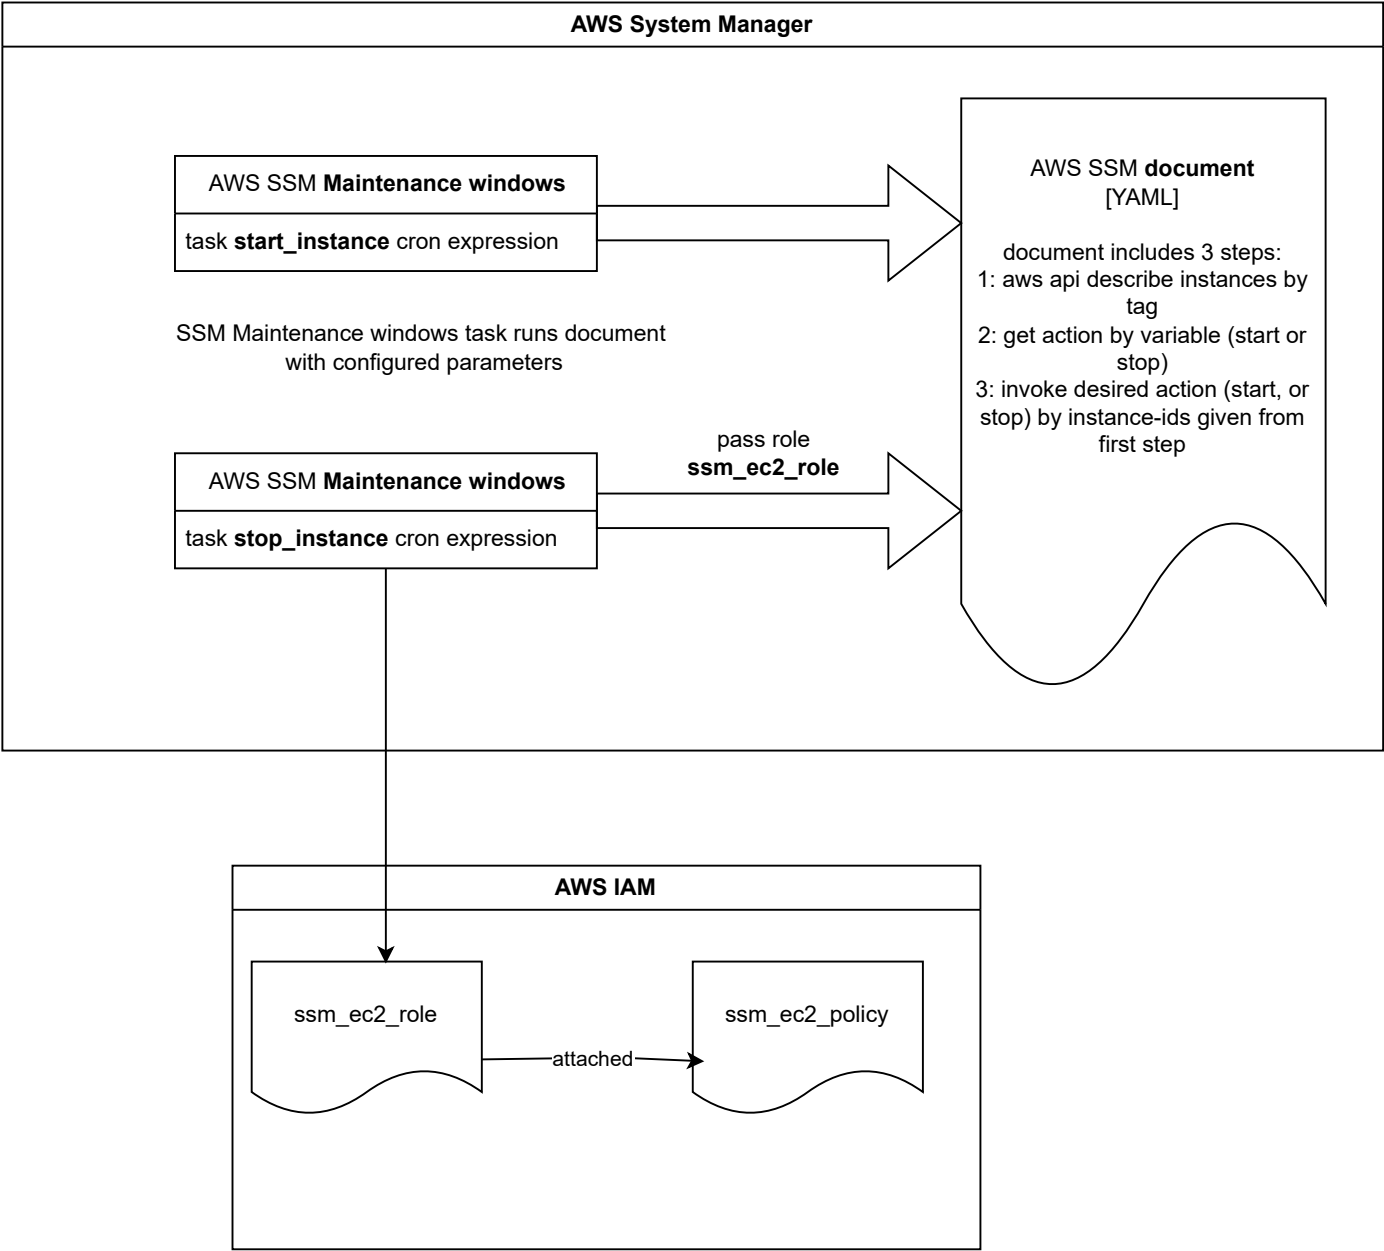 AWS System Manager
AWS SSM Maintenance windows
task start_instance cron expression
SSM Maintenance windows task runs document
with configured parameters
pass role
ssm_ec2_role
AWS SSM Maintenance windows
task stop_instance cron expression
AWS SSM document
[YAML]
document includes 3 steps:
1: aws api describe instances by
tag
2: get action by variable (start or
stop)
3: invoke desired action (start, or
stop) by instance-ids given from
first step
AWS IAM
ssm_ec2_role
attached
ssm_ec2_policy